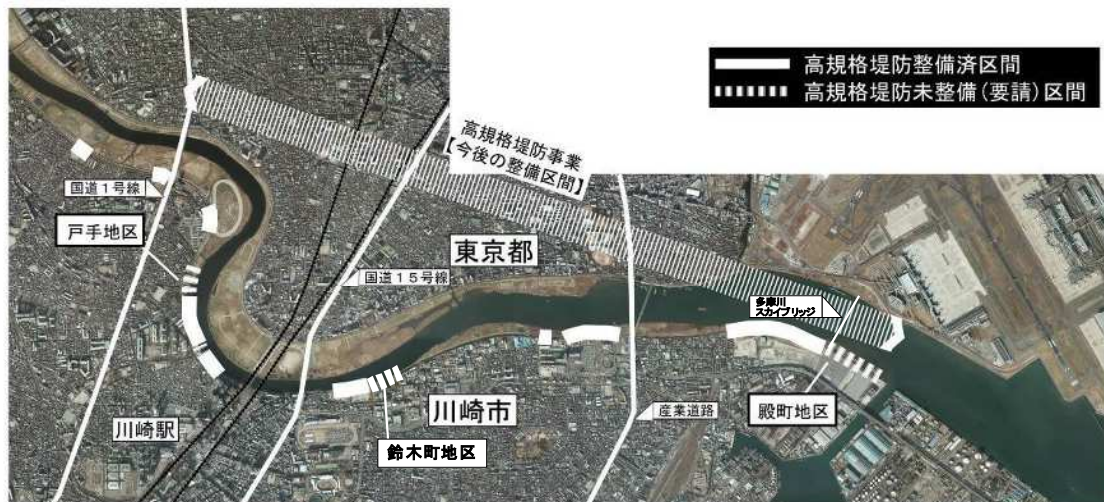 高規格堤防整備済区間
高規格堤防未整備(要請)区間
高規格堤防事業
【今後の整備区間】
国道1号線
戸手地区
東京都
国道15号線
多摩川
スカイブリッジ
川崎市
産業道路
殿町地区
川崎駅
鈴木町地区